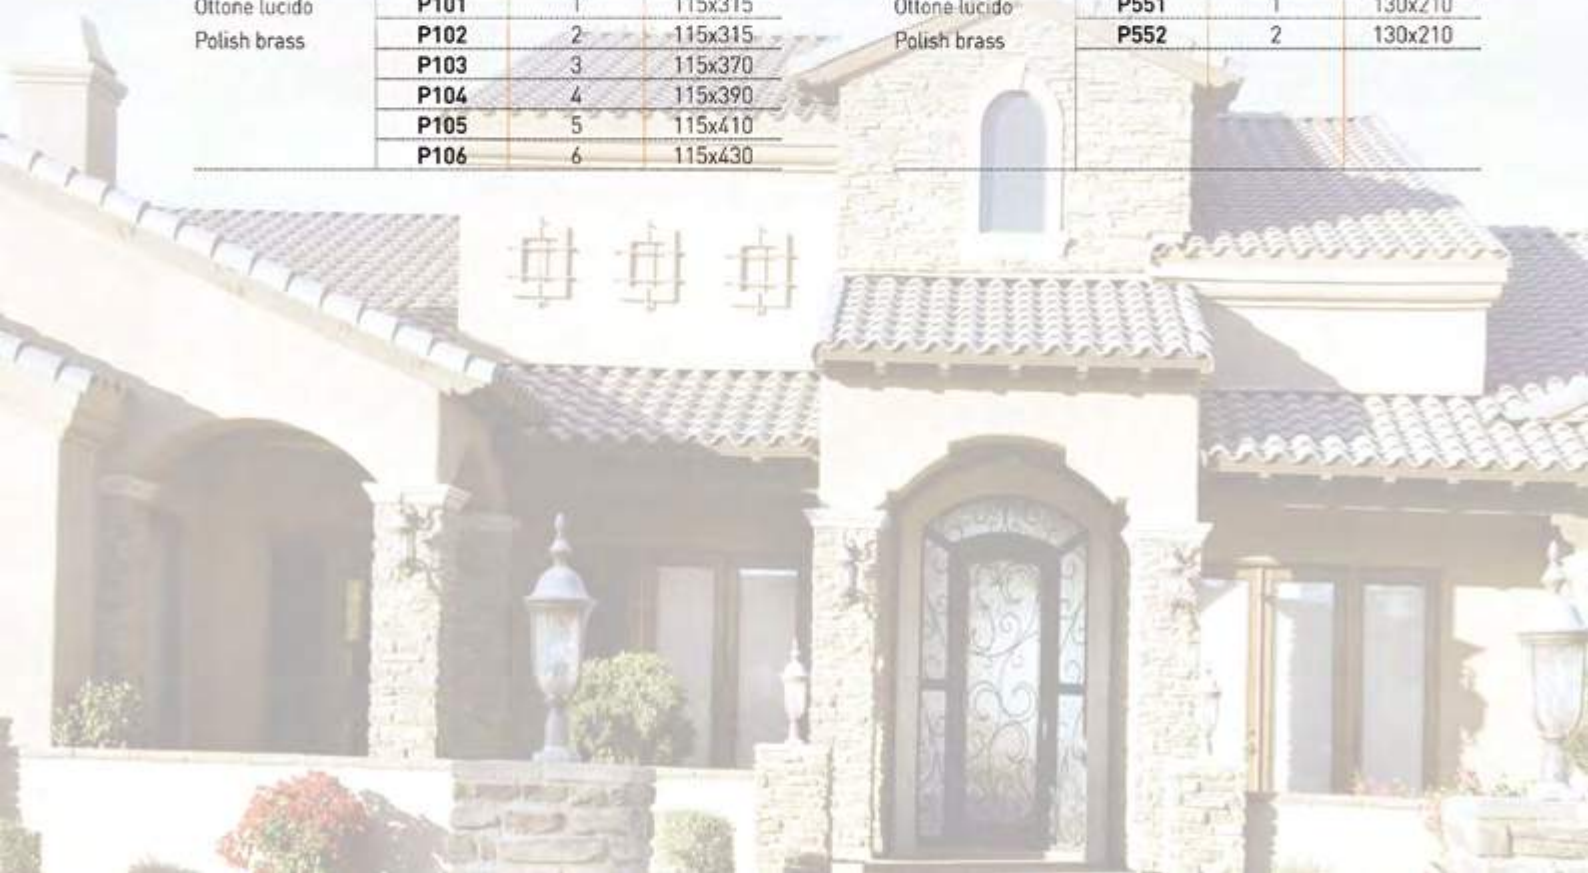 Ottone lucido P101 1 115x315
Polish brass P102 2 115x315
P103 3 115x370
P104 4 115x390
P105 5 115x410
P106 6 115x430
Ottone lucido P551 1 130x210
Polish brass P552 2 130x210